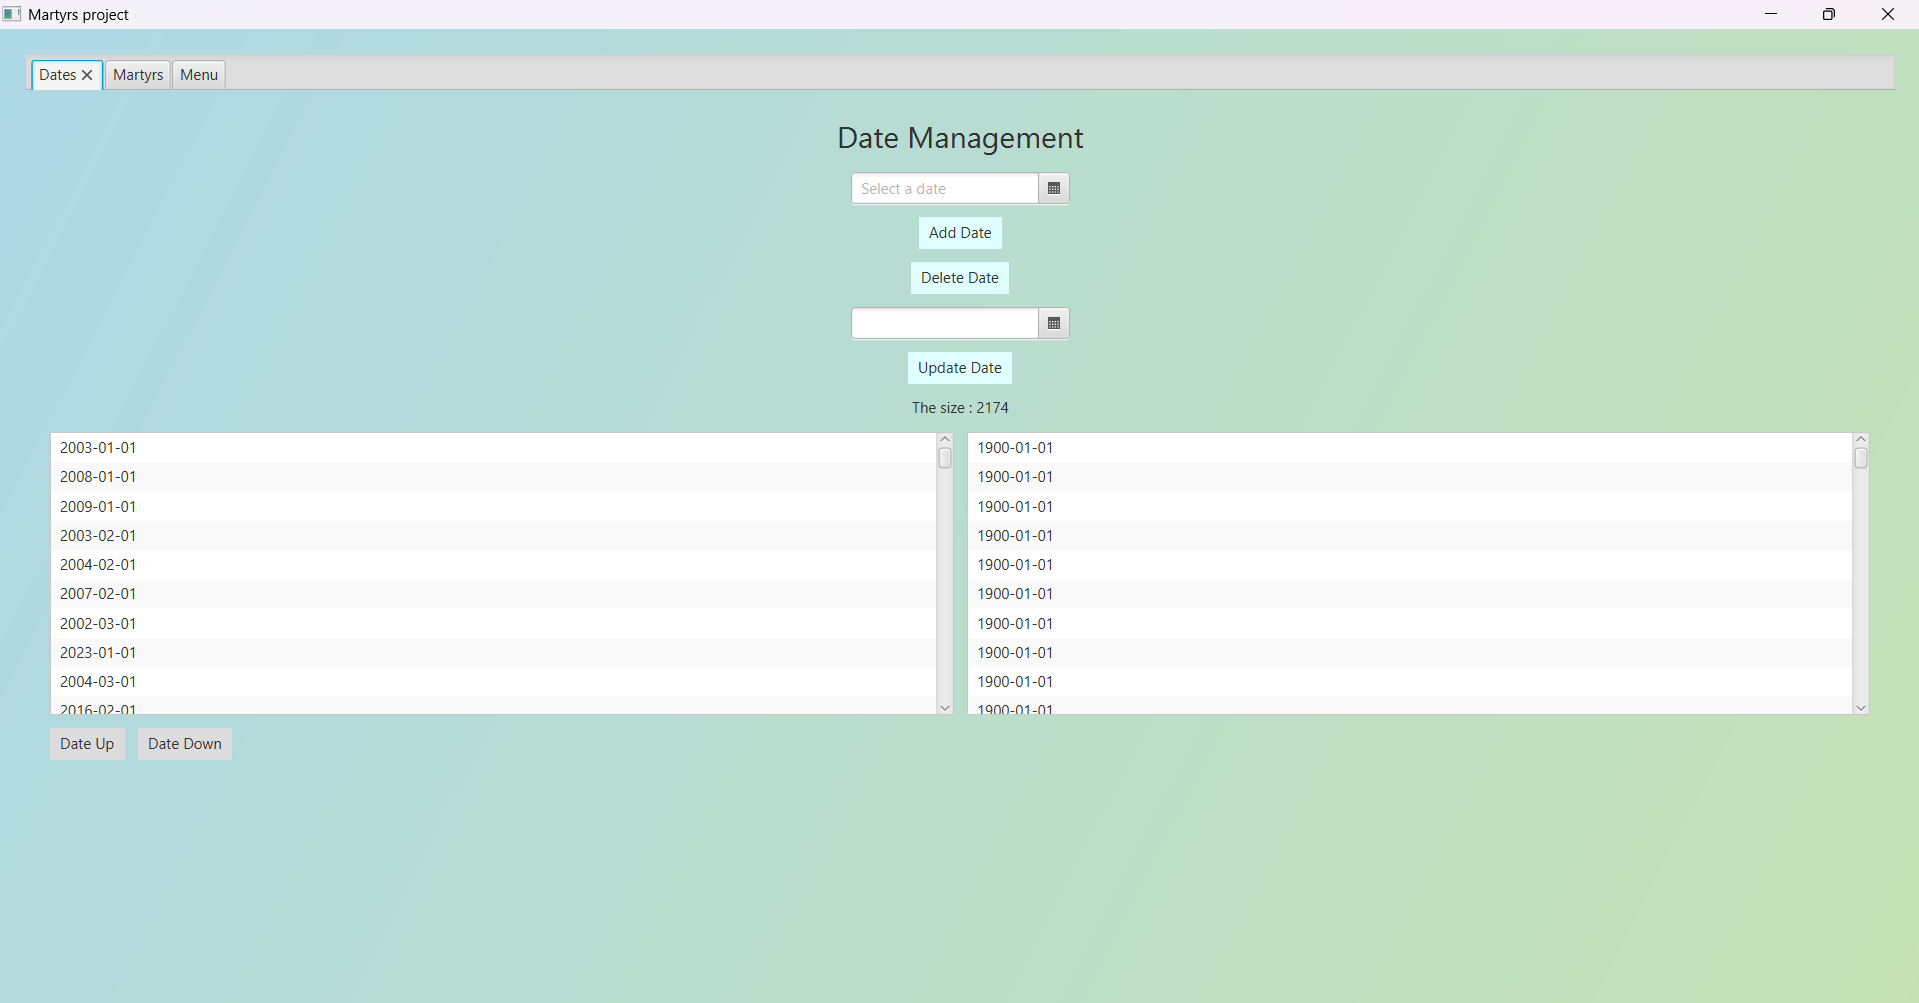 Martyrs project
Dates
Martyrs
Menu
Date Management
Select a date
Add Date
Delete Date
Update Date
The size : 2174
2003-01-01
2008-01-01
2009-01-01
2003-02-01
2004-02-01
2007-02-01
2002-03-01
2023-01-01
2004-03-01
2016-02-01
1900-01-01
1900-01-01
1900-01-01
1900-01-01
1900-01-01
1900-01-01
1900-01-01
1900-01-01
1900-01-01
1900-01-01
Date Up
Date Down